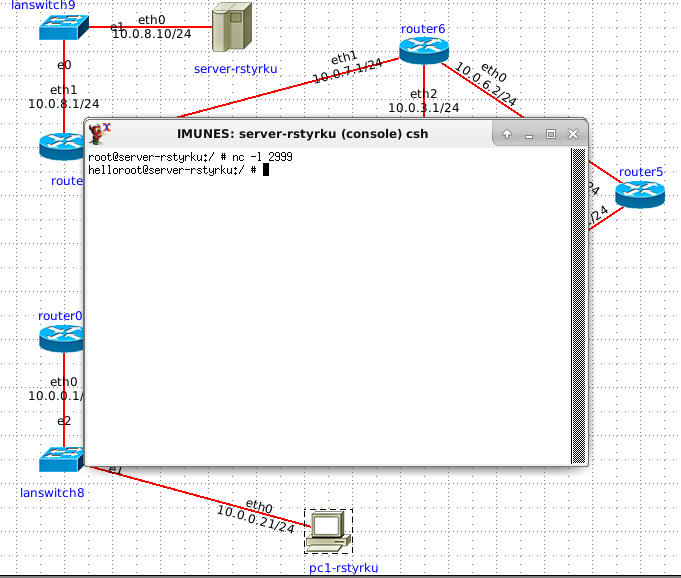 lanswitch9
e1
eth0
10.0.8.10/24
server-rstyrku
router6
e0
eth1
10.0.8.1/24
eth1
10.0.7.1/24
eth0
10.0.6.2/24
eth2
10.0.3.1/24
IMUNES: server-rstyrku (console) csh
root@server-rstyrku:/ # nc -l 2999
helloroot@server-rstyrku:/ #
route
router5
24
/24
router0
eth0
10.0.0.1/
e2
lanswitch8
e1
eth0
10.0.0.21/24
pc1-rstyrku